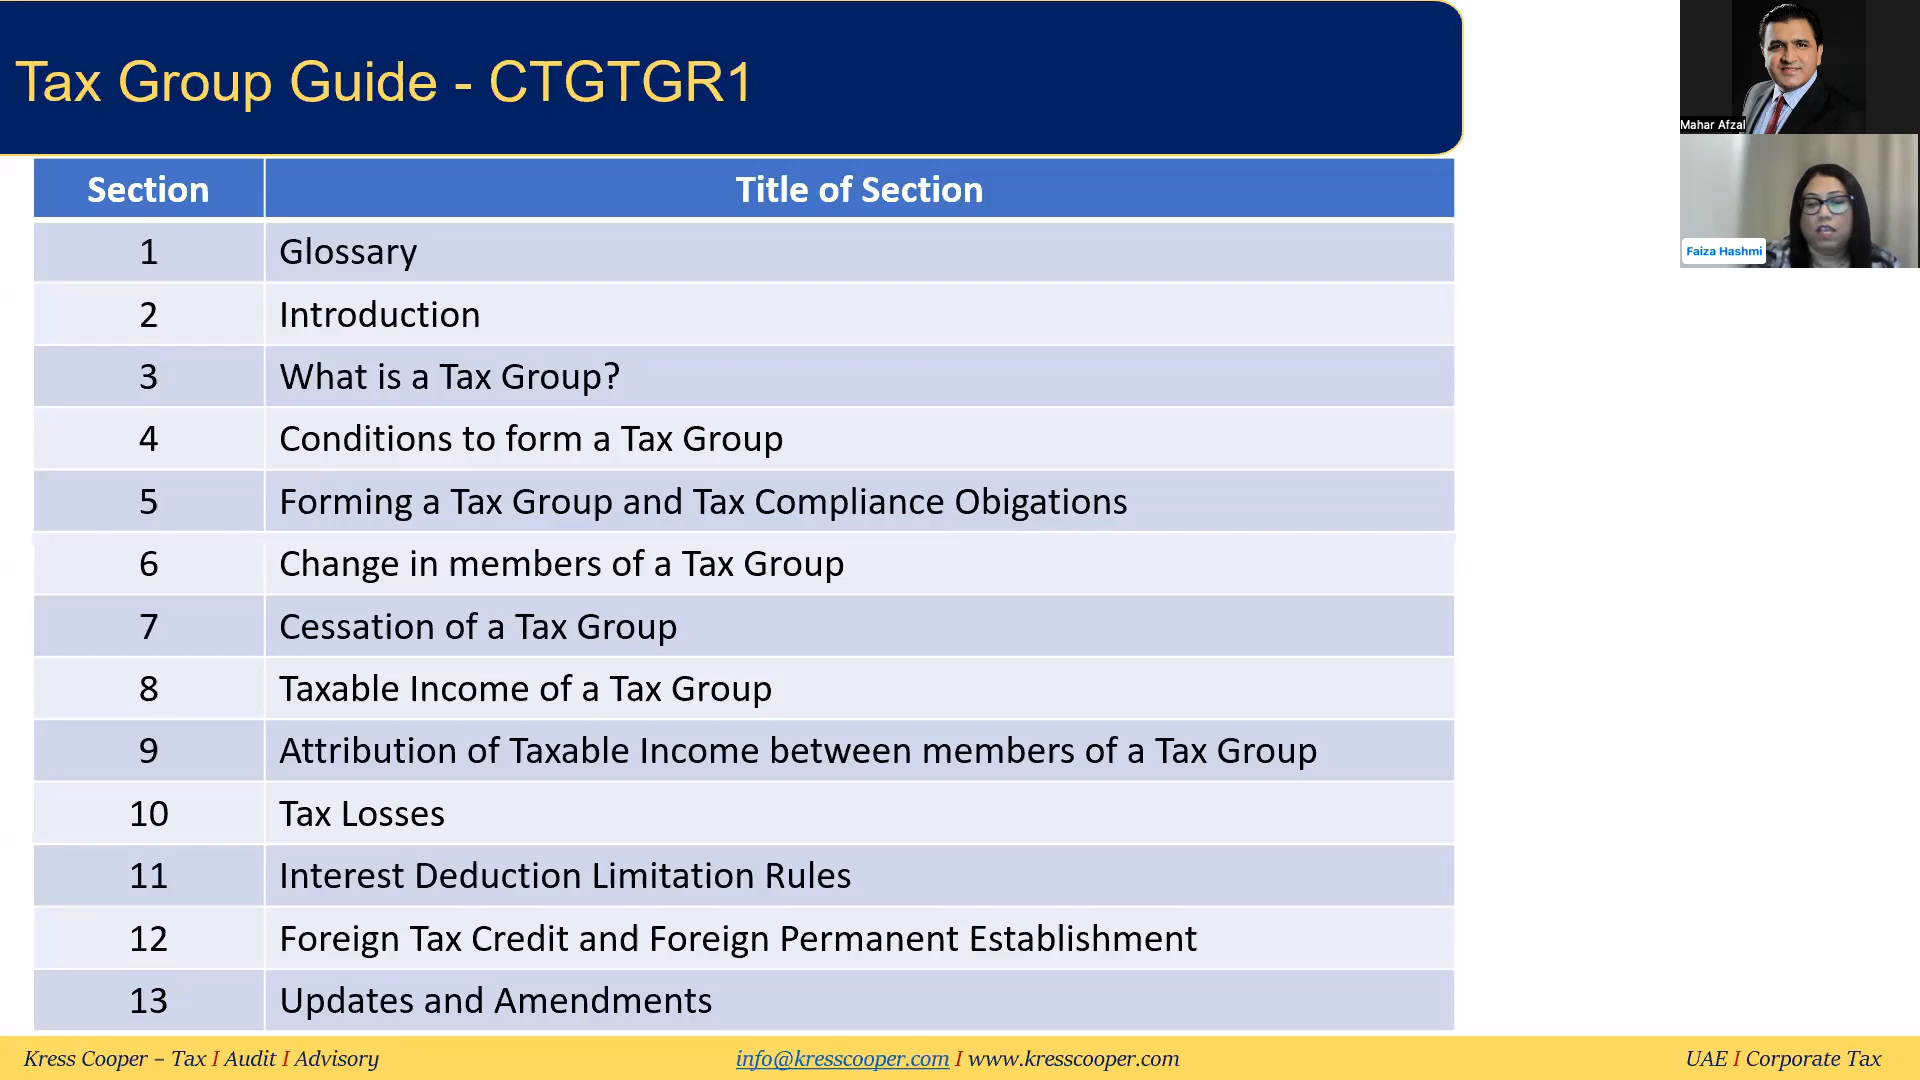 Tax Group Guide - CTGTGR1
Mahar Afzal
Faiza Hashmi
Section Title of Section
1 Glossary
2 Introduction
3 What is a Tax Group?
4 Conditions to form a Tax Group
5 Forming a Tax Group and Tax Compliance Obigations
6 Change in members of a Tax Group
7 Cessation of a Tax Group
8 Taxable Income of a Tax Group
9 Attribution of Taxable Income between members of a Tax Group
10 Tax Losses
11 Interest Deduction Limitation Rules
12 Foreign Tax Credit and Foreign Permanent Establishment
13 Updates and Amendments
Kress Cooper – Tax I Audit I Advisory info@kresscooper.com I www.kresscooper.com UAE I Corporate Tax